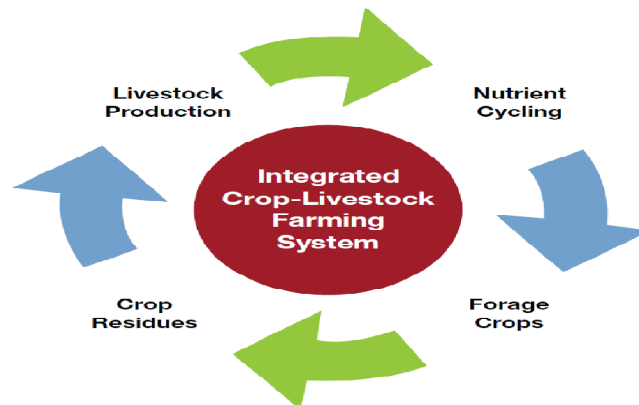 Livestock
Production
Nutrient
Cycling
Integrated
Crop-Livestock
Farming
System
Crop
Residues
Forage
Crops